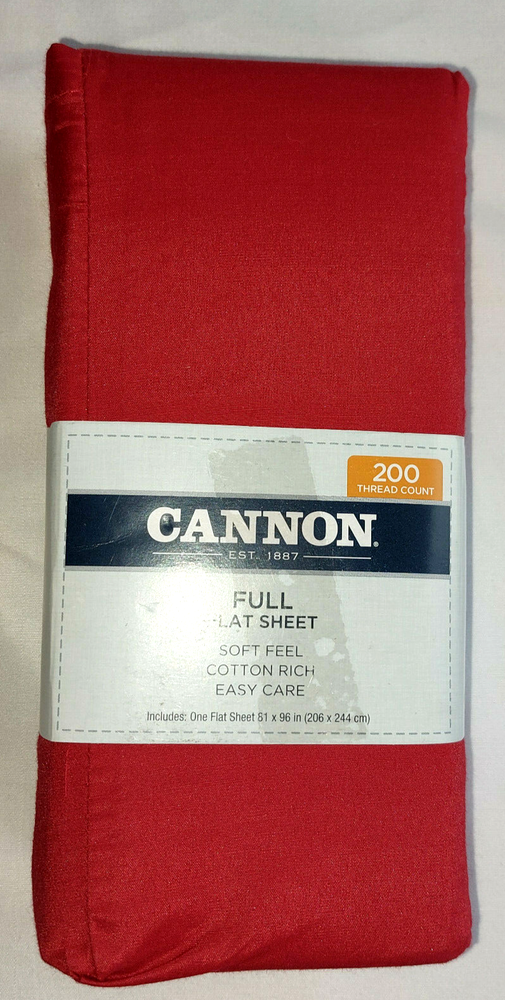 200
THREAD COUNT
CANNON.
EST. 1887
FULL
FLAT SHEET
SOFT FEEL
COTTON RICH
EASY CARE
Includes: One Flat Sheet 81 x 96 in (206 x 244 cm)